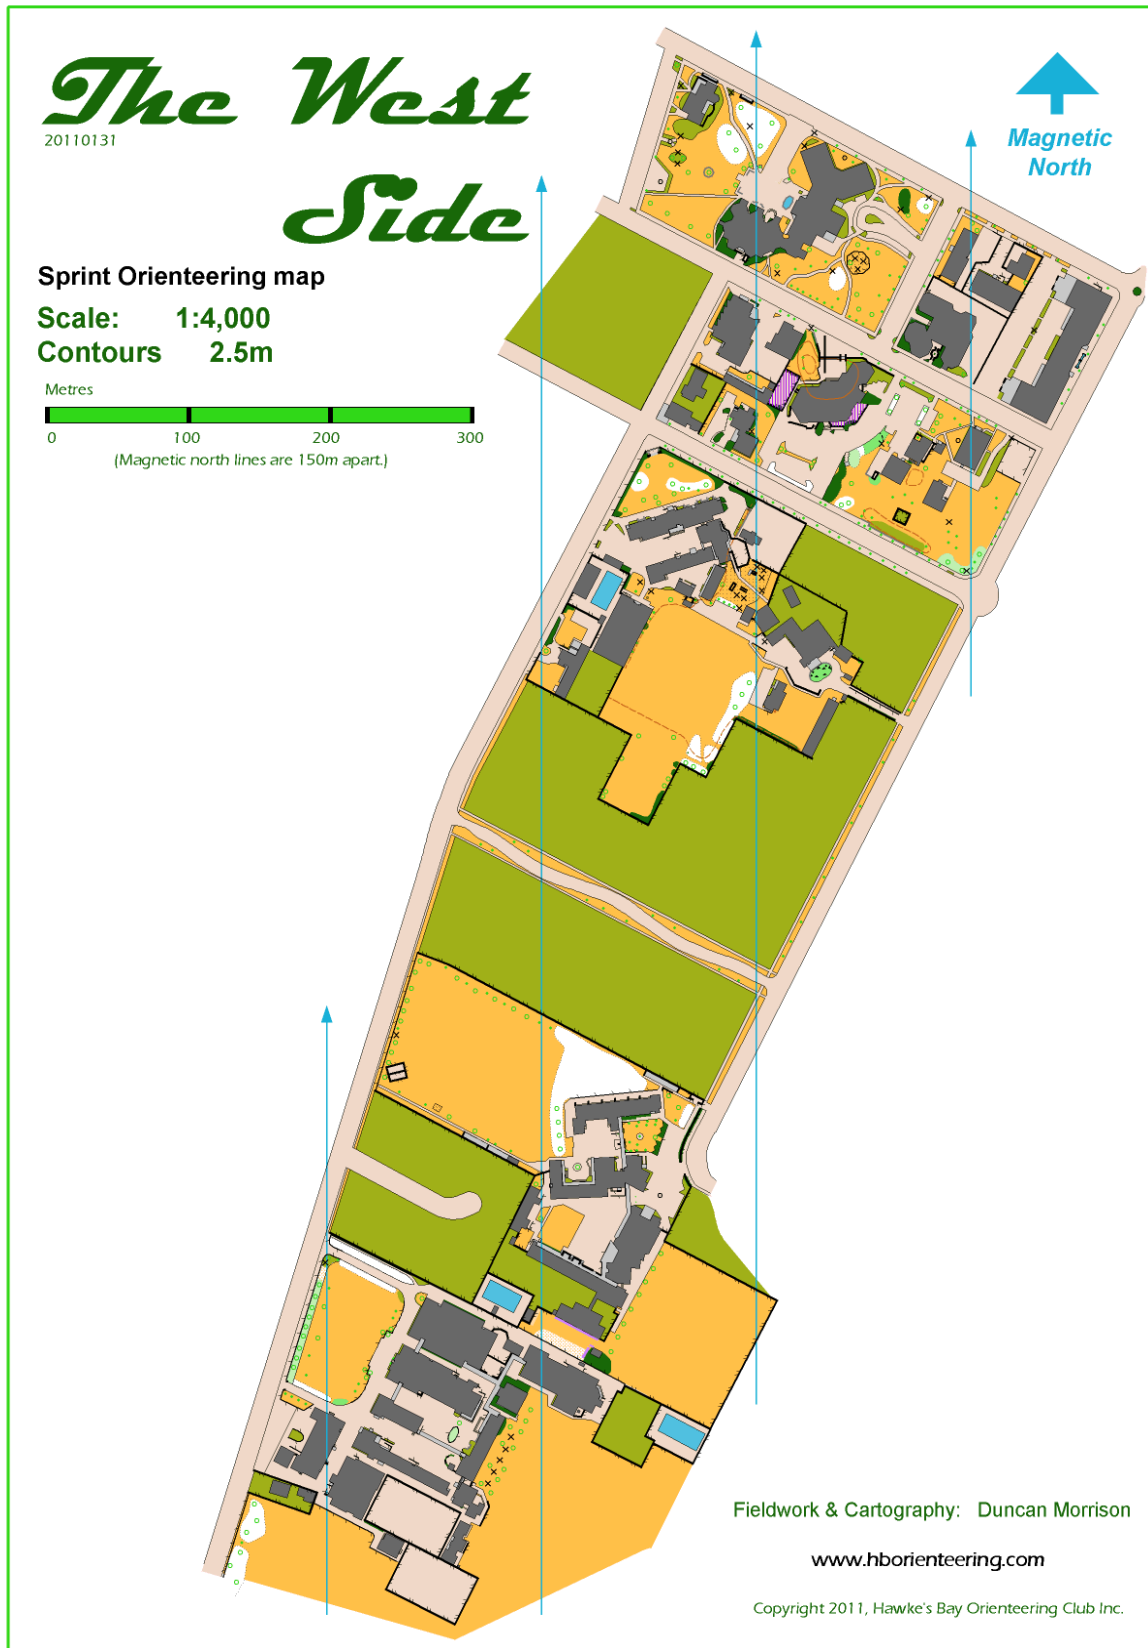 The West
20110131
Side
Sprint Orienteering map
Scale: 1:4,000
Contours 2.5m
Metres
0 100 200 300
(Magnetic north lines are 150m apart.)
Magnetic
North
Fieldwork & Cartography: Duncan Morrison
www.hborienteering.com
Copyright 2011, Hawke's Bay Orienteering Club Inc.